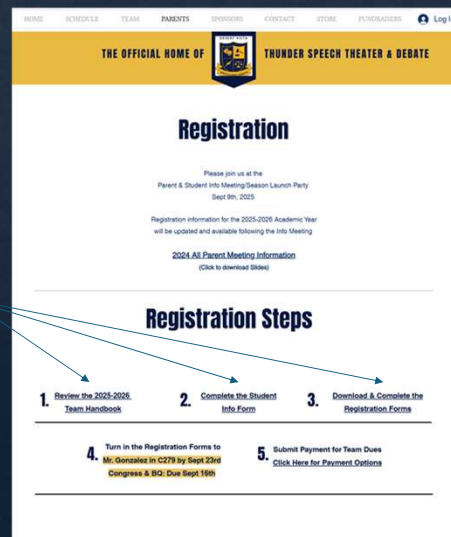 HOME SCHEDULE TEAM PARENTS SPONSORS CONTACT STORE FUNDRAISERS Log I
THE OFFICIAL HOME OF DESERT VISTA THUNDER SPEECH THEATER & DEBATE
Registration
Please join us at the
Parent & Student Info Meeting/Season Launch Party
Sept 9th, 2025
Registration information for the 2025-2026 Academic Year
will be updated and available following the Info Meeting
2024 All Parent Meeting Information
(Click to download Slides)
Registration Steps
1. Review the 2025-2026
Team Handbook
2. Complete the Student
Info Form
3. Download & Complete the
Registration Forms
4. Turn in the Registration Forms to
Mr. Gonzalez in C279 by Sept 23rd
Congress & BQ: Due Sept 16th
5. Submit Payment for Team Dues
Click Here for Payment Options